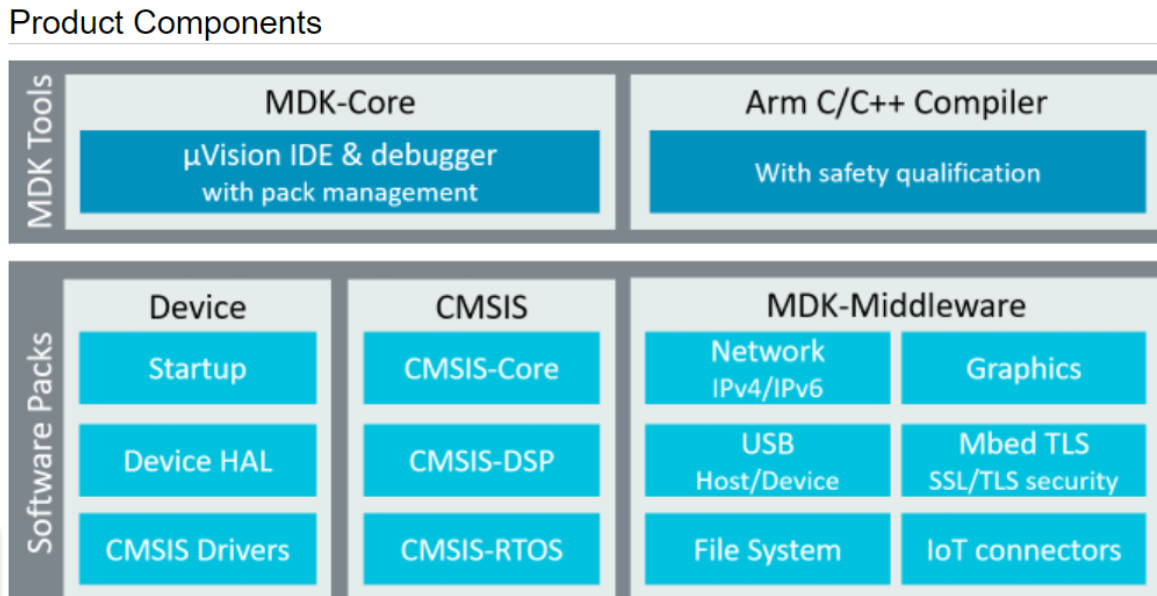 Product Components
MDK Tools
MDK-Core
µVision IDE & debugger
with pack management
Arm C/C++ Compiler
With safety qualification
Software Packs
Device
Startup
Device HAL
CMSIS Drivers
CMSIS
CMSIS-Core
CMSIS-DSP
CMSIS-RTOS
MDK-Middleware
Network
IPv4/IPv6
Graphics
USB
Host/Device
Mbed TLS
SSL/TLS security
File System
IoT connectors